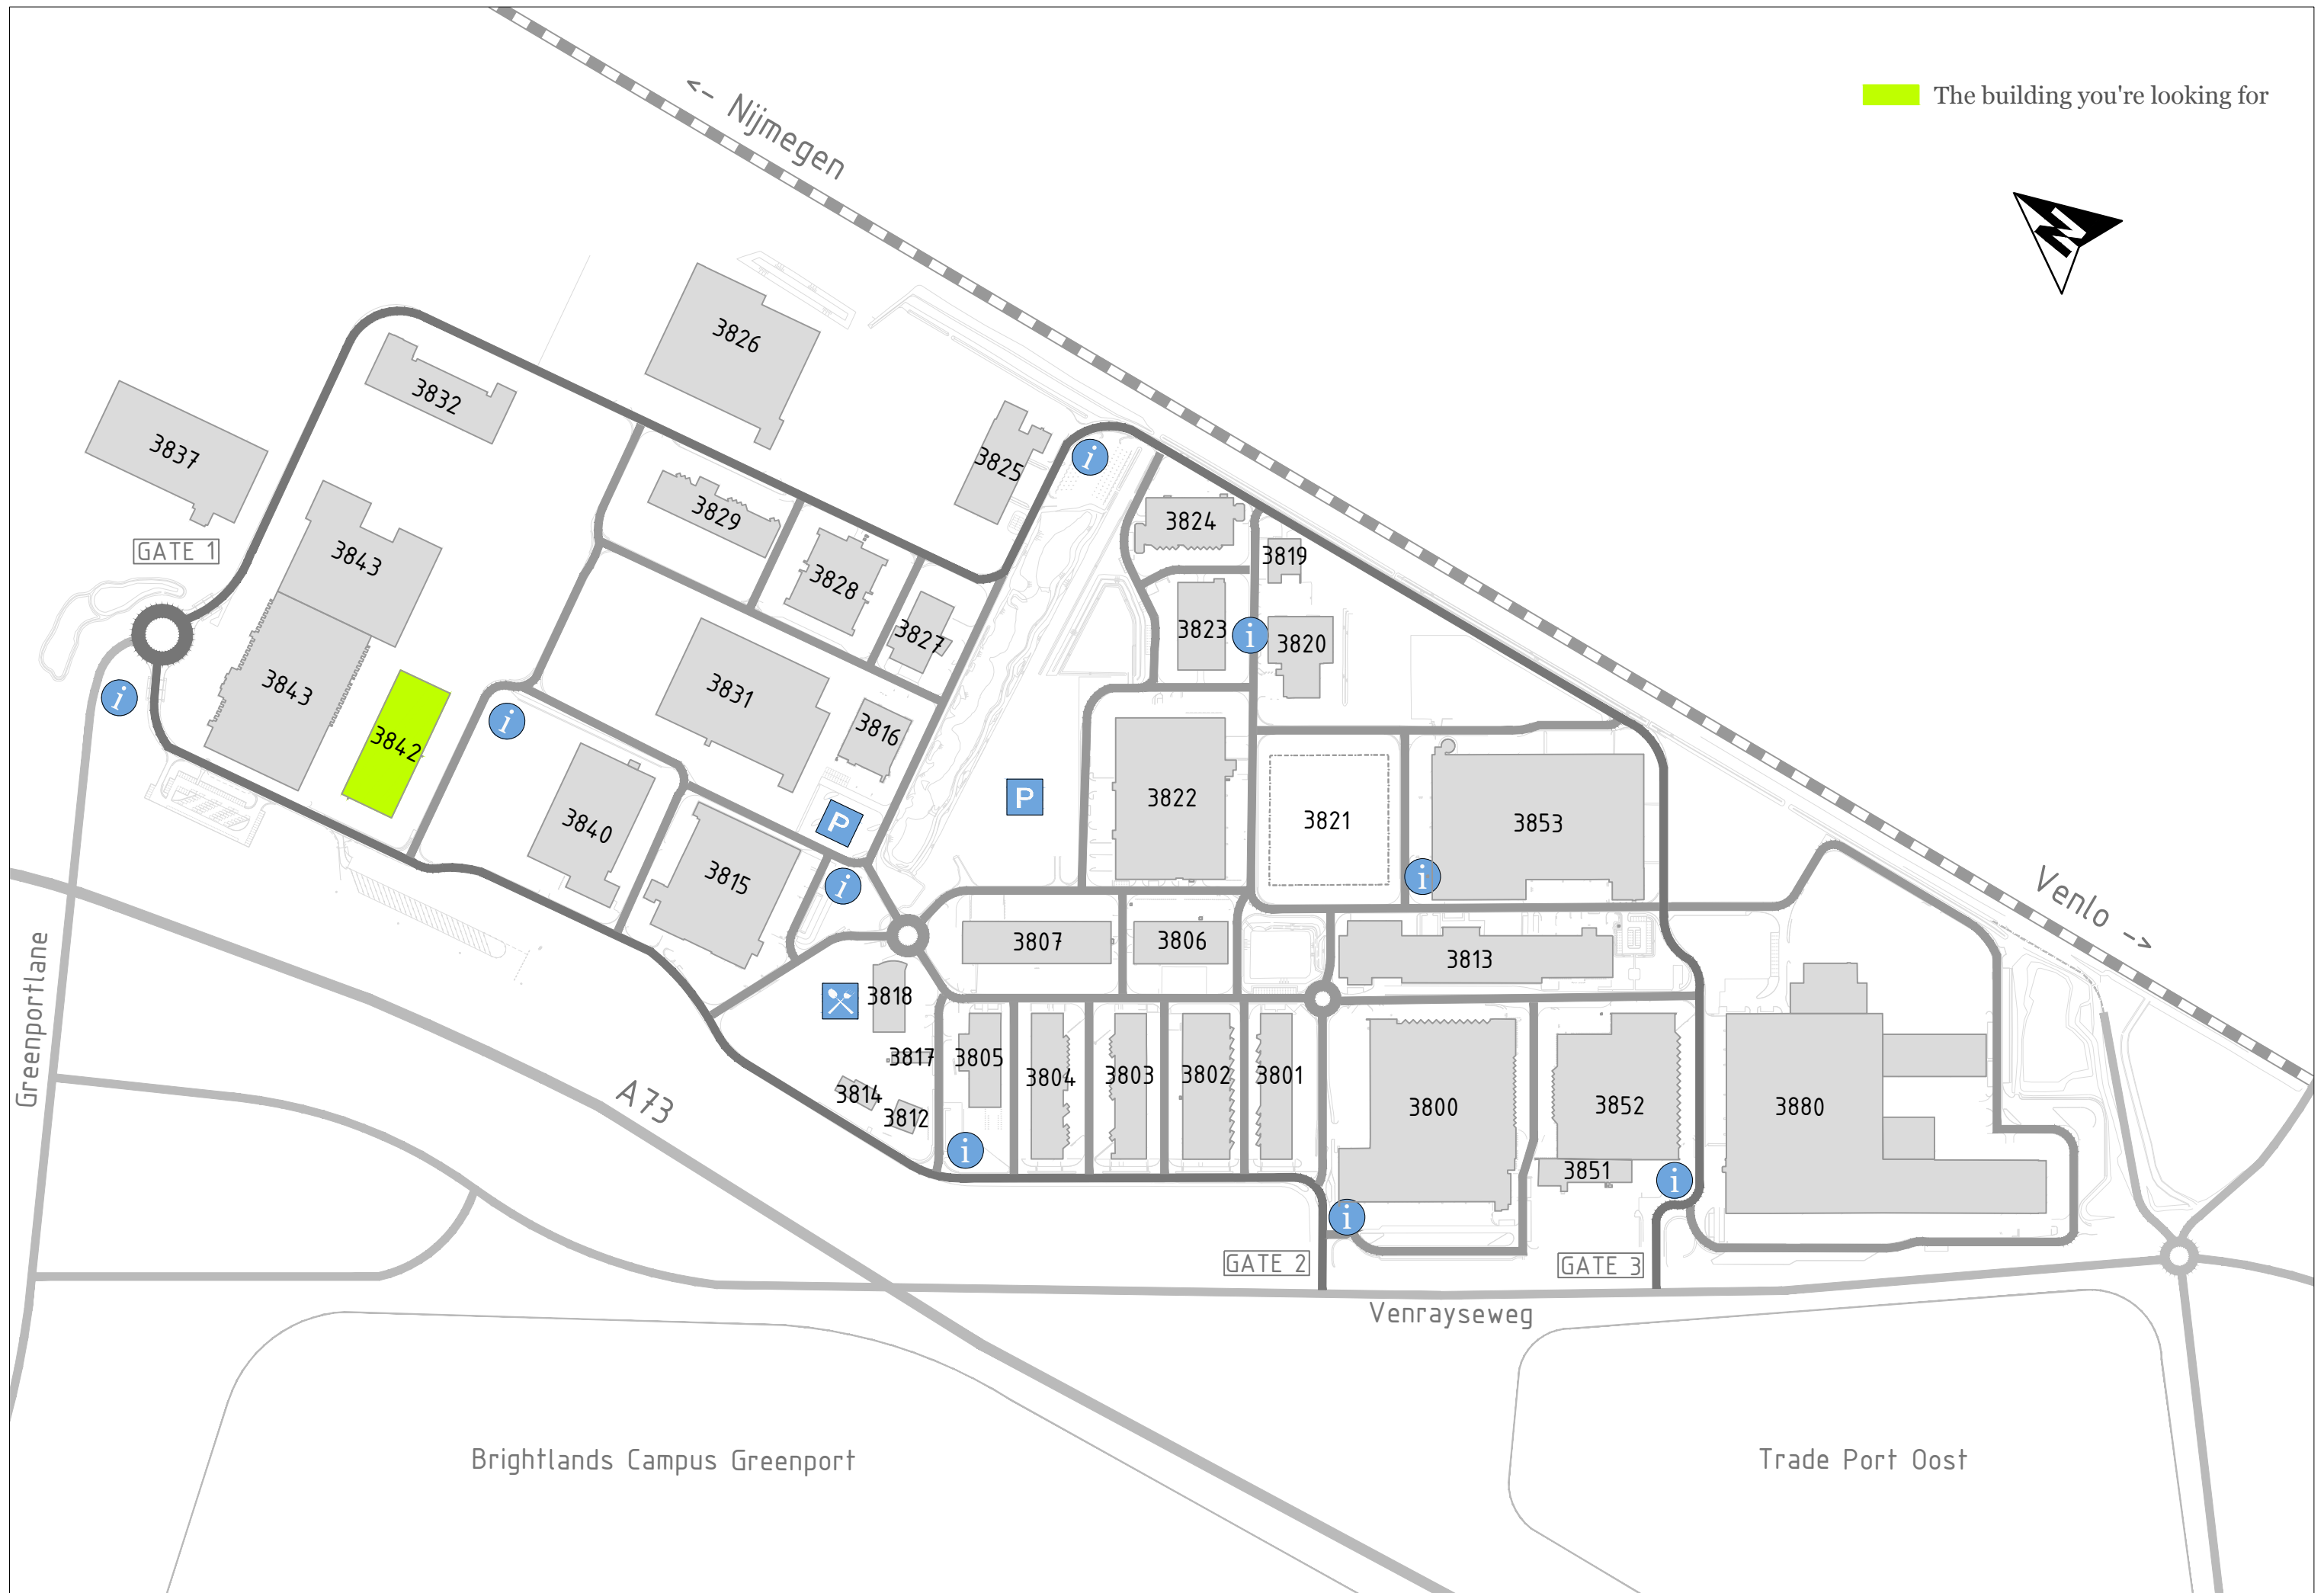 <- Nijmegen
The building you're looking for
N
3826
3832
3837
3825
3829
3824
GATE 1
3843
3828
3819
3827
3823
3820
i
i
i
i
3843
3842
3831
3816
3822
3821
3853
P
P
3840
3815
i
i
Venlo ->
Greenportlane
3807
3806
3813
3818
3817
3805
3804
3803
3802
3801
3800
3852
3880
3814
3812
A73
i
3851
i
i
GATE 2
GATE 3
Venrayseweg
Brightlands Campus Greenport
Trade Port Oost